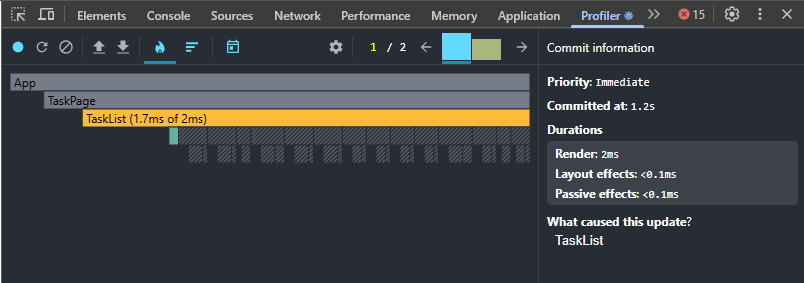 Elements Console Sources Network Performance Memory Application Profiler 15
1 / 2
Commit information
App
TaskPage
TaskList (1.7ms of 2ms)
Priority: Immediate
Committed at: 1.2s
Durations
Render: 2ms
Layout effects: <0.1ms
Passive effects: <0.1ms
What caused this update?
TaskList